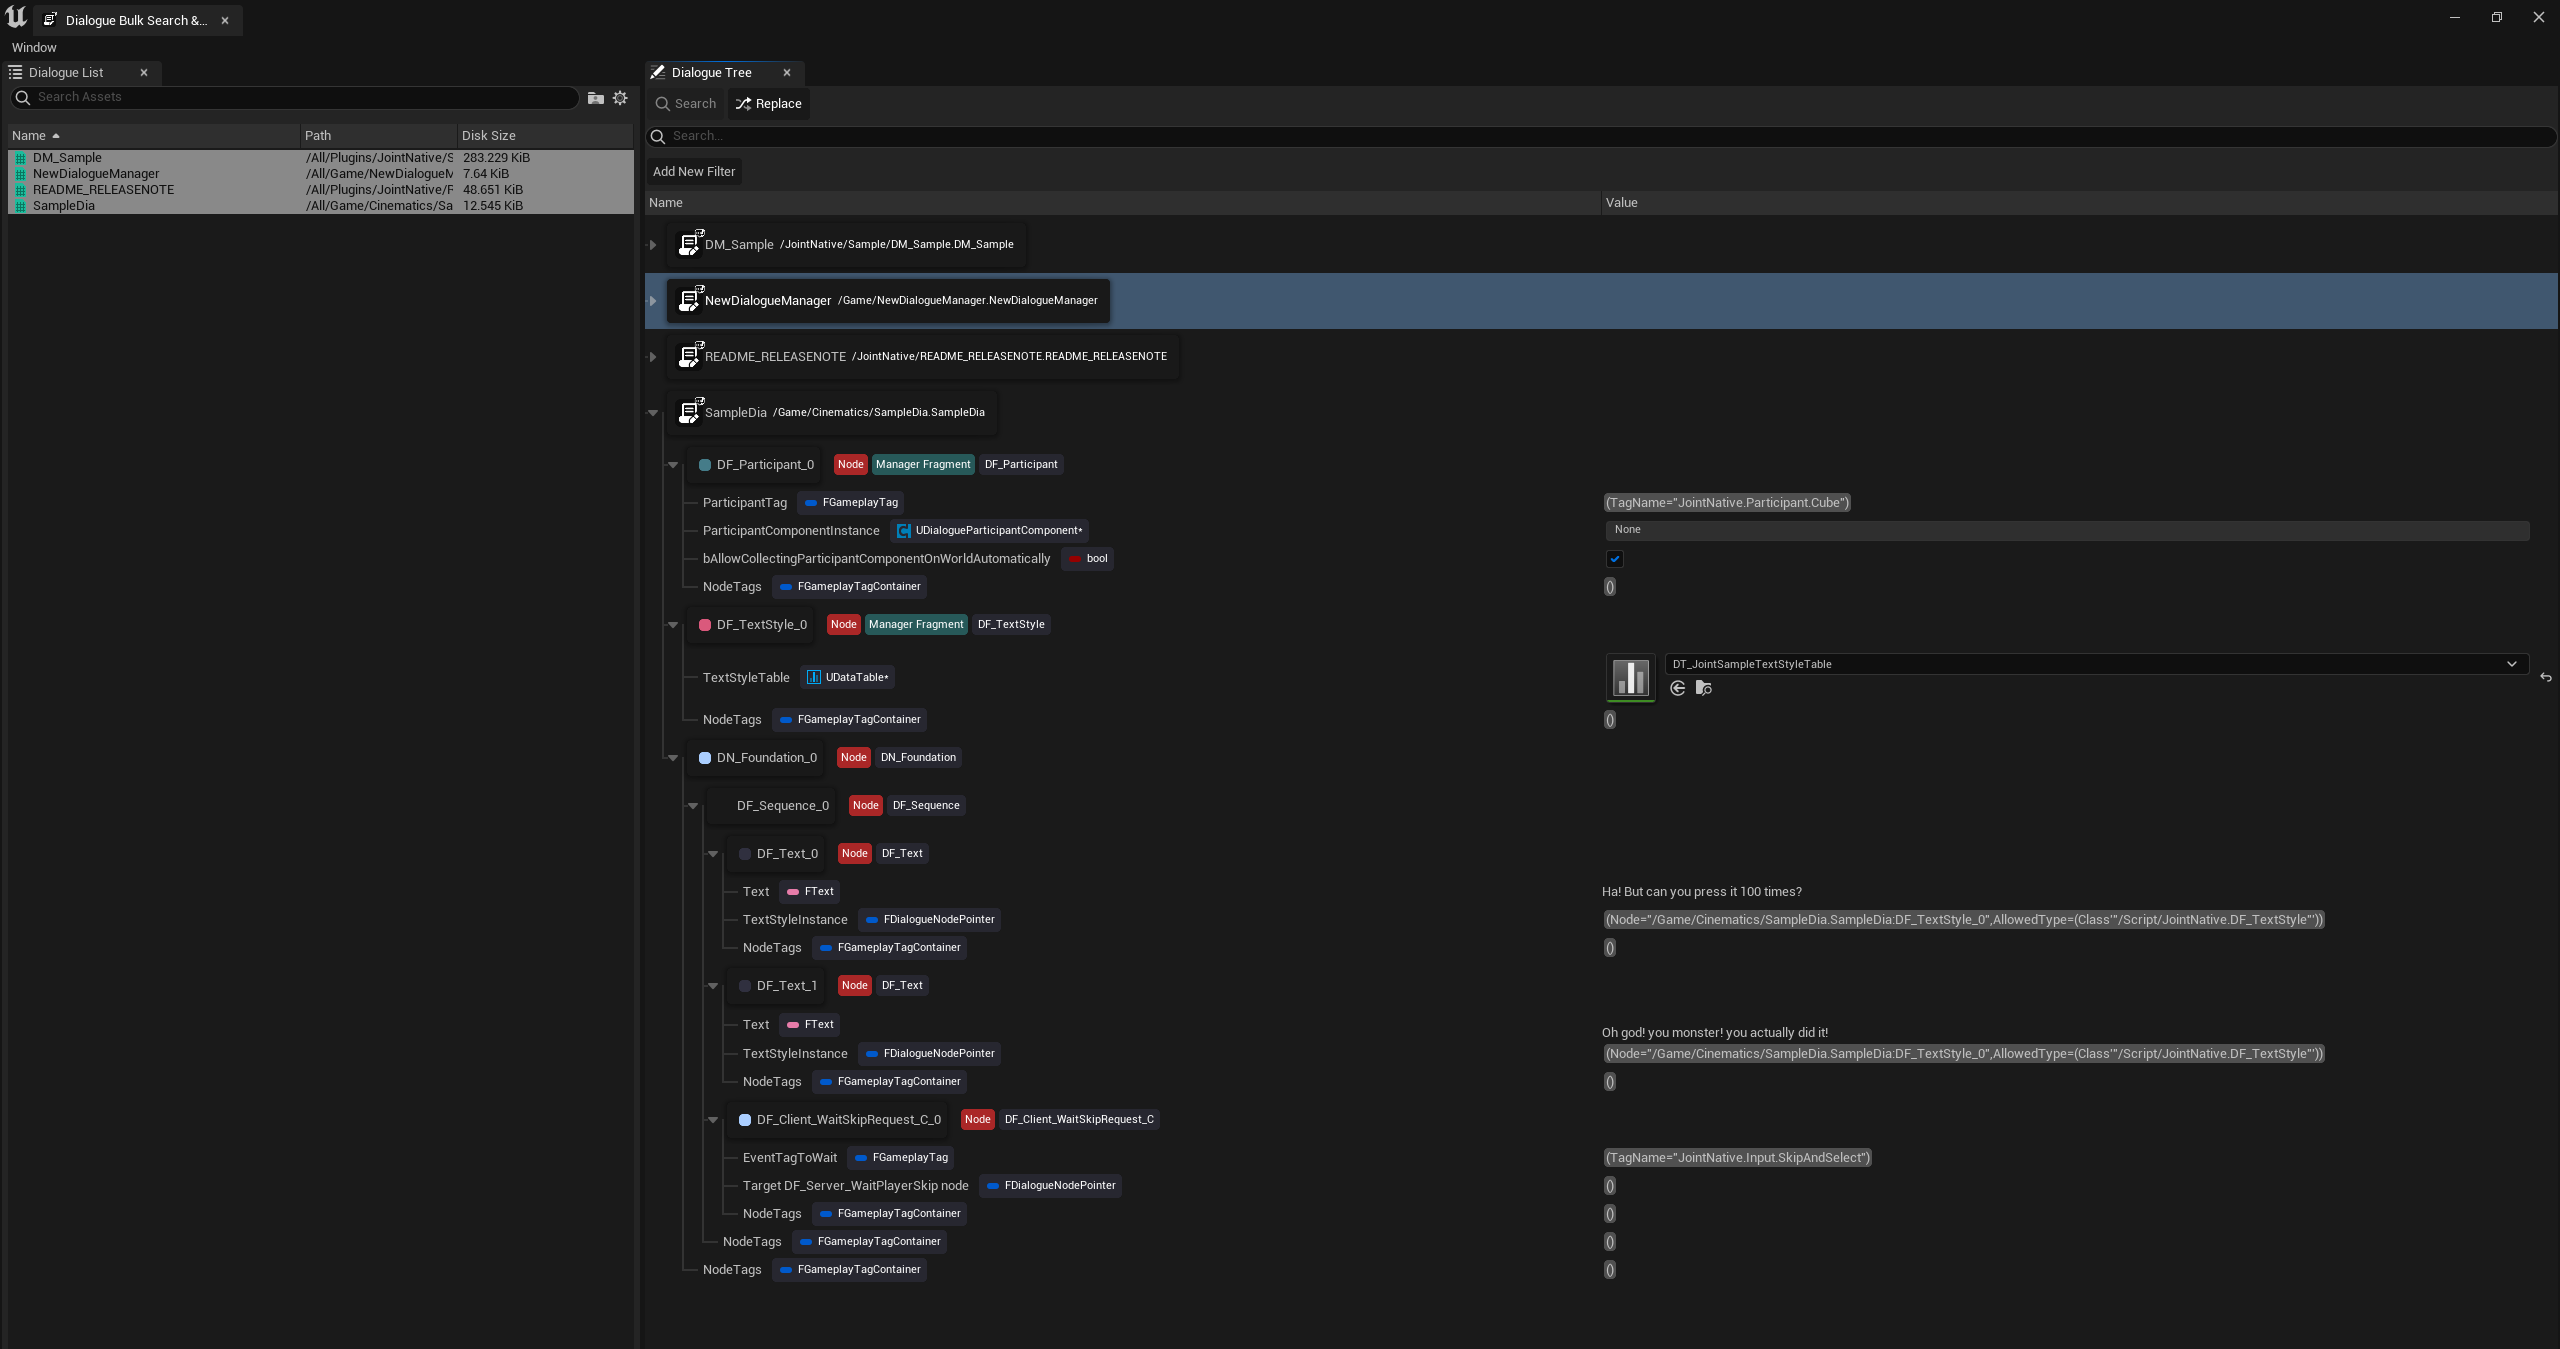 Dialogue Bulk Search &...
Window
Dialogue List
Search Assets
Name Path Disk Size
DM_Sample /All/Plugins/JointNative/S 283.229 KiB
NewDialogueManager /All/Game/NewDialogueM 7.64 KiB
README_RELEASENOTE /All/Plugins/JointNative/F 48.651 KiB
SampleDia /All/Game/Cinematics/Sa 12.545 KiB
Dialogue Tree
Search Replace
Search...
Add New Filter
Name Value
DM_Sample /JointNative/Sample/DM_Sample.DM_Sample
NewDialogueManager /Game/NewDialogueManager.NewDialogueManager
README_RELEASENOTE /JointNative/README_RELEASENOTE.README_RELEASENOTE
SampleDia /Game/Cinematics/SampleDia.SampleDia
DF_Participant_0 Node Manager Fragment DF_Participant
ParticipantTag FGameplayTag (TagName="JointNative.Participant.Cube")
ParticipantComponentInstance UDialogueParticipantComponent* None
bAllowCollectingParticipantComponentOnWorldAutomatically bool
NodeTags FGameplayTagContainer ()
DF_TextStyle_0 Node Manager Fragment DF_TextStyle
TextStyleTable UDataTable* DT_JointSampleTextStyleTable
NodeTags FGameplayTagContainer ()
DN_Foundation_0 Node DN_Foundation
DF_Sequence_0 Node DF_Sequence
DF_Text_0 Node DF_Text
Text FText Ha! But can you press it 100 times?
TextStyleInstance FDialogueNodePointer (Node="/Game/Cinematics/SampleDia.SampleDia:DF_TextStyle_0",AllowedType=(Class'"/Script/JointNative.DF_TextStyle"'))
NodeTags FGameplayTagContainer ()
DF_Text_1 Node DF_Text
Text FText Oh god! you monster! you actually did it!
TextStyleInstance FDialogueNodePointer (Node="/Game/Cinematics/SampleDia.SampleDia:DF_TextStyle_0",AllowedType=(Class'"/Script/JointNative.DF_TextStyle"'))
NodeTags FGameplayTagContainer ()
DF_Client_WaitSkipRequest_C_0 Node DF_Client_WaitSkipRequest_C
EventTagToWait FGameplayTag (TagName="JointNative.Input.SkipAndSelect")
Target DF_Server_WaitPlayerSkip node FDialogueNodePointer ()
NodeTags FGameplayTagContainer ()
NodeTags FGameplayTagContainer ()
NodeTags FGameplayTagContainer ()